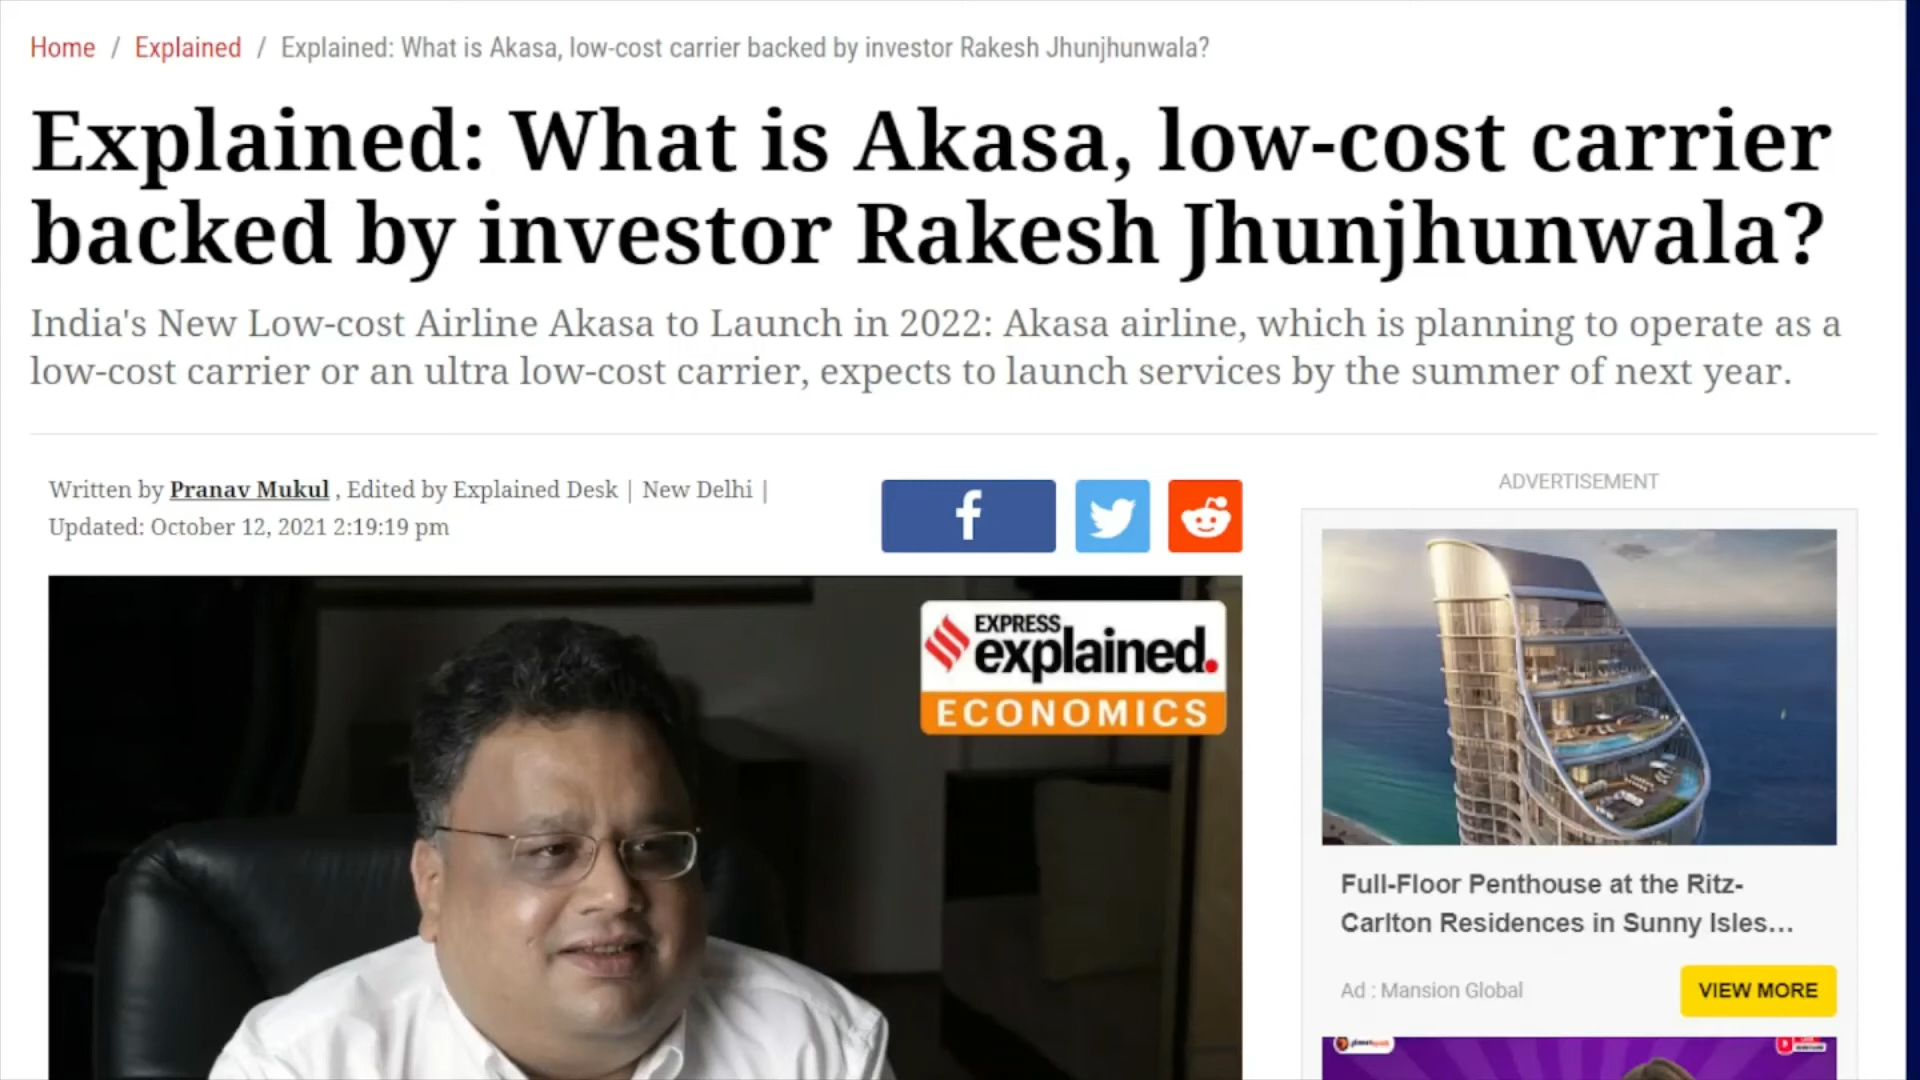 Home / Explained / Explained: What is Akasa, low-cost carrier backed by investor Rakesh Jhunjhunwala?
Explained: What is Akasa, low-cost carrier
backed by investor Rakesh Jhunjhunwala?
India's New Low-cost Airline Akasa to Launch in 2022: Akasa airline, which is planning to operate as a
low-cost carrier or an ultra low-cost carrier, expects to launch services by the summer of next year.
Written by Pranav Mukul , Edited by Explained Desk | New Delhi |
Updated: October 12, 2021 2:19:19 pm
EXPRESS
explained.
ECONOMICS
ADVERTISEMENT
Full-Floor Penthouse at the Ritz-
Carlton Residences in Sunny Isles...
Ad : Mansion Global
VIEW MORE